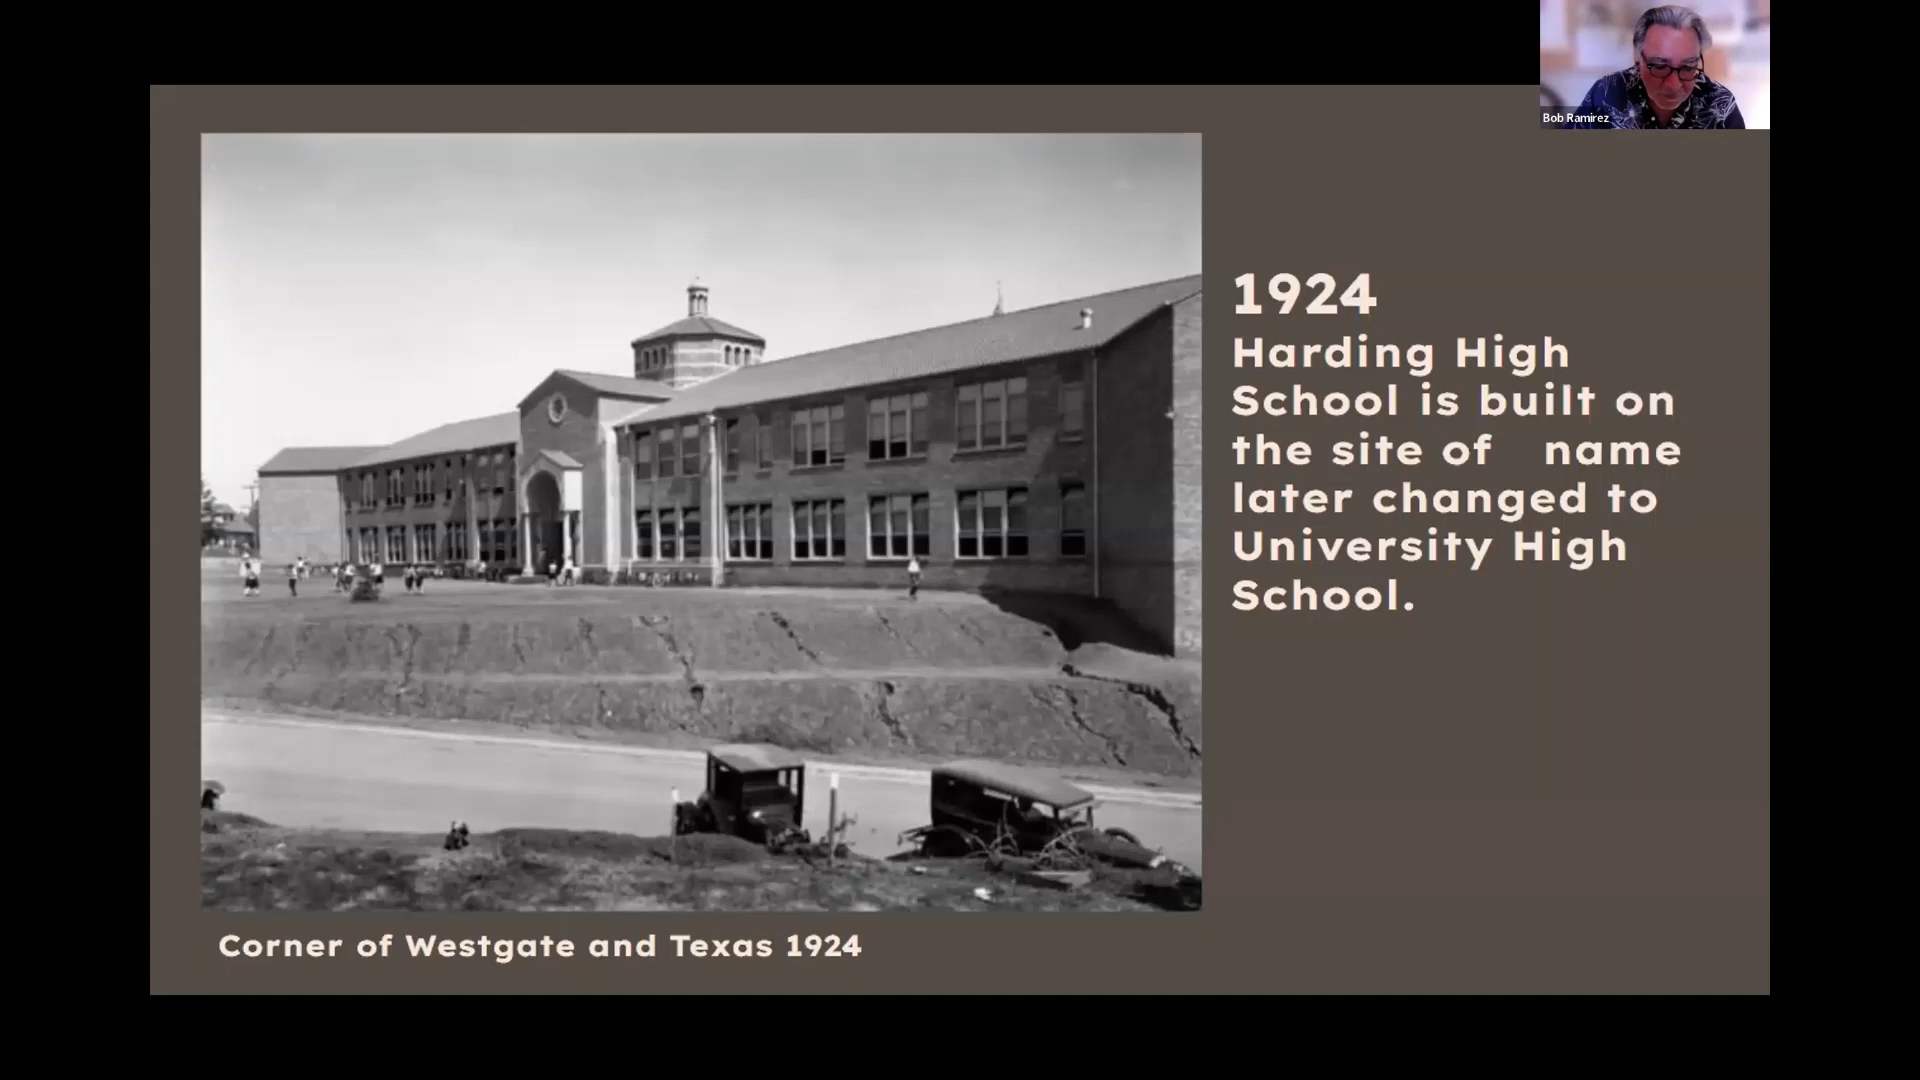 Bob Ramirez
1924
Harding High
School is built on
the site of name
later changed to
University High
School.
Corner of Westgate and Texas 1924